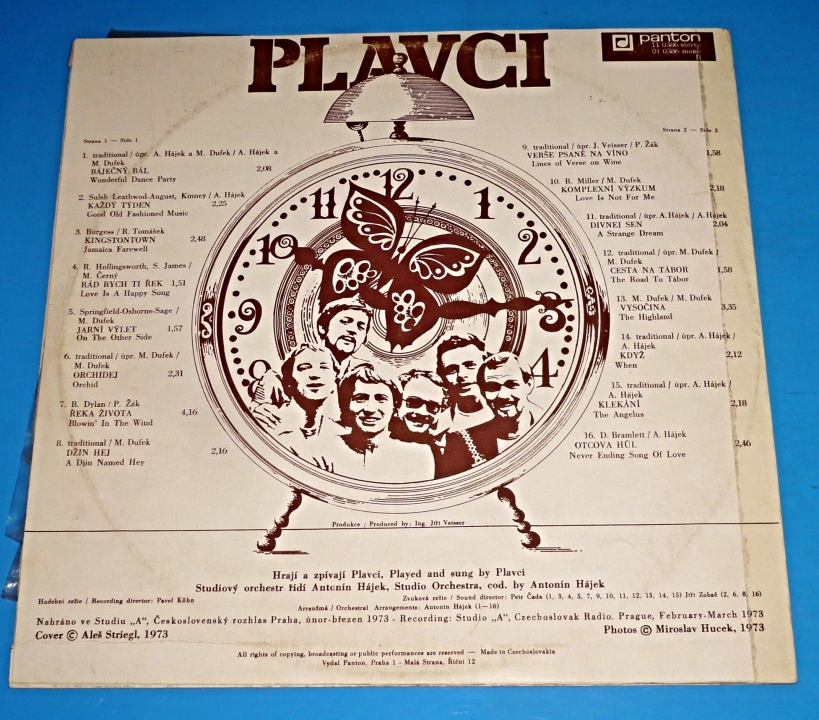 PLAVCI
panton
11 0386 stereo
01 0386 mono
Strana 1 — Side 1
1. traditional / úpr. A. Hájek a M. Dufek / A. Hájek a
M. Dufek
BÁJEČNÝ BÁL 2,08
Wonderful Dance Party
2. Sulsh Leathwod-August, Kinney / A. Hájek
KAŽDÝ TÝDEN 2,25
Good Old Fashioned Music
3. Burgess / R. Tomášek
KINGSTONTOWN 2,48
Jamaica Farewell
4. R. Hollingsworth, S. James /
M. Černý
RÁD BYCH TI ŘEK 1,51
Love Is A Happy Song
5. Springfield-Osborne-Sage /
M. Dufek
JARNÍ VÝLET 1,57
On The Other Side
6. traditional / úpr. M. Dufek /
M. Dufek
ORCHIDEJ 2,31
Orchid
7. B. Dylan / P. Žák
ŘEKA ŽIVOTA 4,16
Blowin' In The Wind
8. traditional / M. Dufek
DŽIN HEJ 2,16
A Djin Named Hey
12
1
2
3
4
8
9
10
11
Strana 2 — Side 2
9. traditional / úpr. J. Veisser / P. Žák
VERŠE PSANÉ NA VÍNO 1,58
Lines of Verse on Wine
10. R. Miller / M. Dufek
KOMPLEXNÍ VÝZKUM 2,18
Love Is Not For Me
11. traditional / úpr. A. Hájek / A. Hájek
DIVNEJ SEN 2,04
A Strange Dream
12. traditional / úpr. M. Dufek /
M. Dufek
CESTA NA TÁBOR 1,58
The Road To Tábor
13. M. Dufek / M. Dufek
VYSOČINA 3,35
The Highland
14. traditional / úpr. A. Hájek /
A. Hájek
KDYŽ 2,12
When
15. traditional / úpr. A. Hájek /
A. Hájek
KLEKÁNÍ 2,18
The Angelus
16. D. Bramlett / A. Hájek
OTCOVA HŮL 2,46
Never Ending Song Of Love
Produkce / Produced by: Ing. Jiří Veisser
Hrají a zpívají Plavci, Played and sung by Plavci
Studiový orchestr řídí Antonín Hájek, Studio Orchestra, cod. by Antonín Hájek
Hudební režie / Recording director: Pavel Kühn
Zvuková režie / Sound director: Petr Čada (1, 3, 4, 5, 7, 9, 10, 11, 12, 13, 14, 15) Jiří Zobač (2, 6, 8, 16)
Aranžmá / Orchestral Arrangements: Antonín Hájek (1—16)
Nahráno ve Studiu „A“, Československý rozhlas Praha, únor-březen 1973 - Recording: Studio „A“, Czechoslovak Radio. Prague, February-March 1973
Cover © Aleš Striegl, 1973
Photos © Miroslav Hucek, 1973
All rights of copying, broadcasting or public performances are reserved — Made in Czechoslovakia
Vydal Panton, Praha 1 - Malá Strana, Říční 12